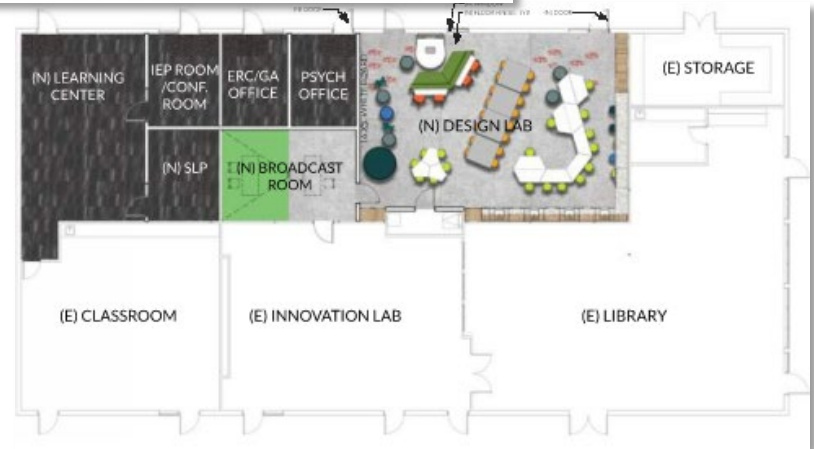 (N) LEARNING
CENTER
IEP ROOM
/CONF.
ROOM
ERC/GA
OFFICE
PSYCH
OFFICE
(E) STORAGE
(N) DESIGN LAB
(N) SLP
(N) BROADCAST
ROOM
(E) CLASSROOM
(E) INNOVATION LAB
(E) LIBRARY